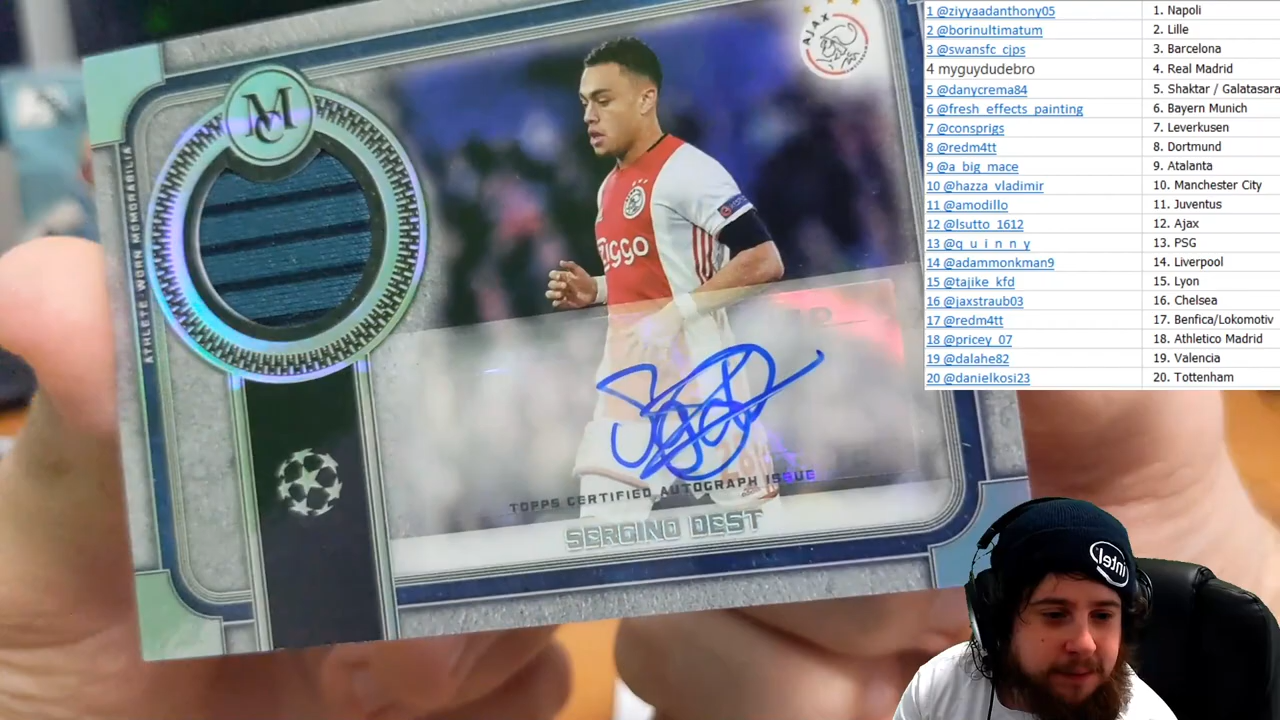 MC
ATHLETE WORN MEMORABILIA
AJAX
ziggo
TOPPS CERTIFIED AUTOGRAPH ISSUE
SERGINO DEST
1 @ziyyaadanthony05 1. Napoli
2 @borinultimatum 2. Lille
3 @swansfc_cjps 3. Barcelona
4 myguydudebro 4. Real Madrid
5 @danycrema84 5. Shaktar / Galatasara
6 @fresh_effects_painting 6. Bayern Munich
7 @consprigs 7. Leverkusen
8 @redm4tt 8. Dortmund
9 @a_big_mace 9. Atalanta
10 @hazza_vladimir 10. Manchester City
11 @amodillo 11. Juventus
12 @lsutto_1612 12. Ajax
13 @q_u_i_n_n_y 13. PSG
14 @adammonkman9 14. Liverpool
15 @tajike_kfd 15. Lyon
16 @jaxstraub03 16. Chelsea
17 @redm4tt 17. Benfica/Lokomotiv
18 @pricey_07 18. Athletico Madrid
19 @dalahe82 19. Valencia
20 @danielkosi23 20. Tottenham
intel